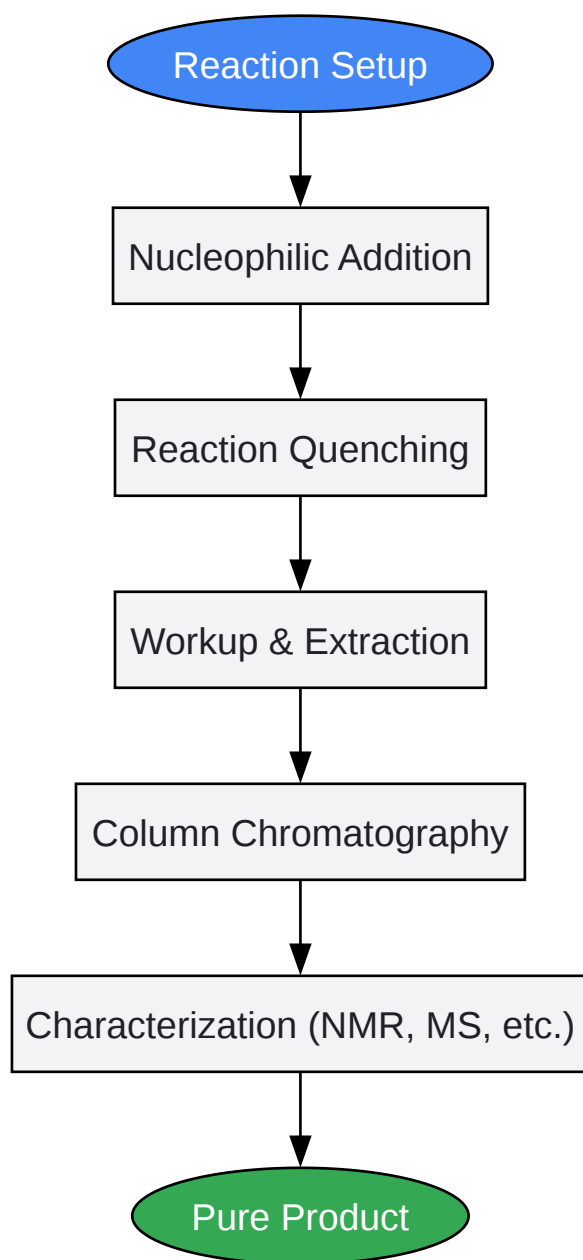 Reaction Setup
Nucleophilic Addition
Reaction Quenching
Workup & Extraction
Column Chromatography
Characterization (NMR, MS, etc.)
Pure Product